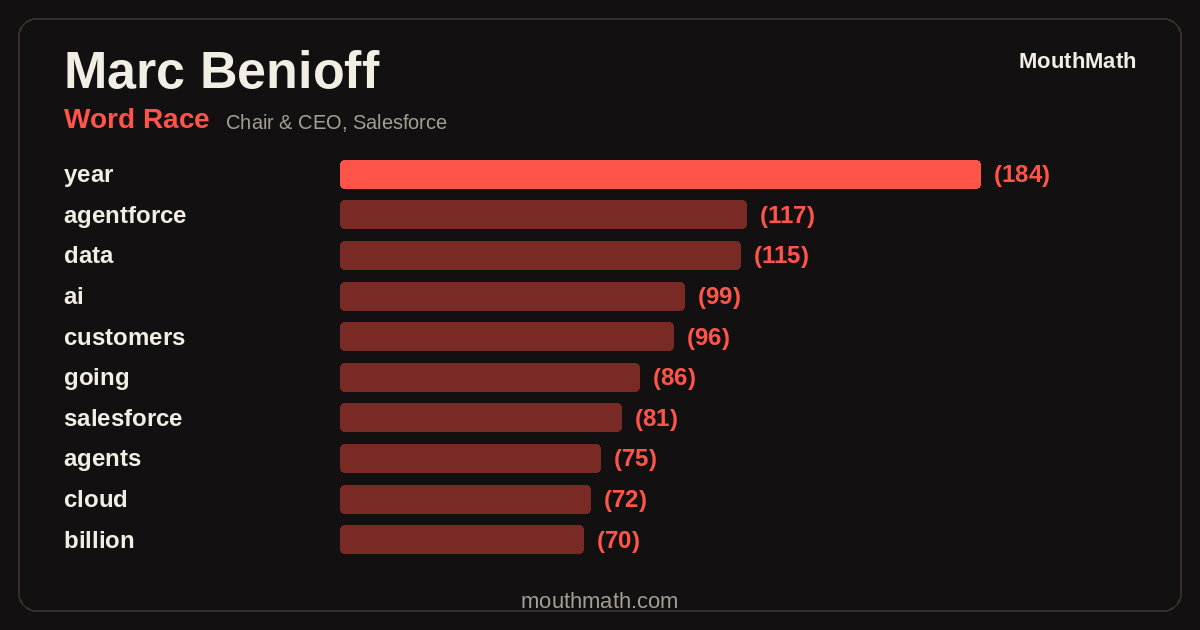 Marc Benioff
MouthMath
Word Race Chair & CEO, Salesforce
year (184)
agentforce (117)
data (115)
ai (99)
customers (96)
going (86)
salesforce (81)
agents (75)
cloud (72)
billion (70)
mouthmath.com